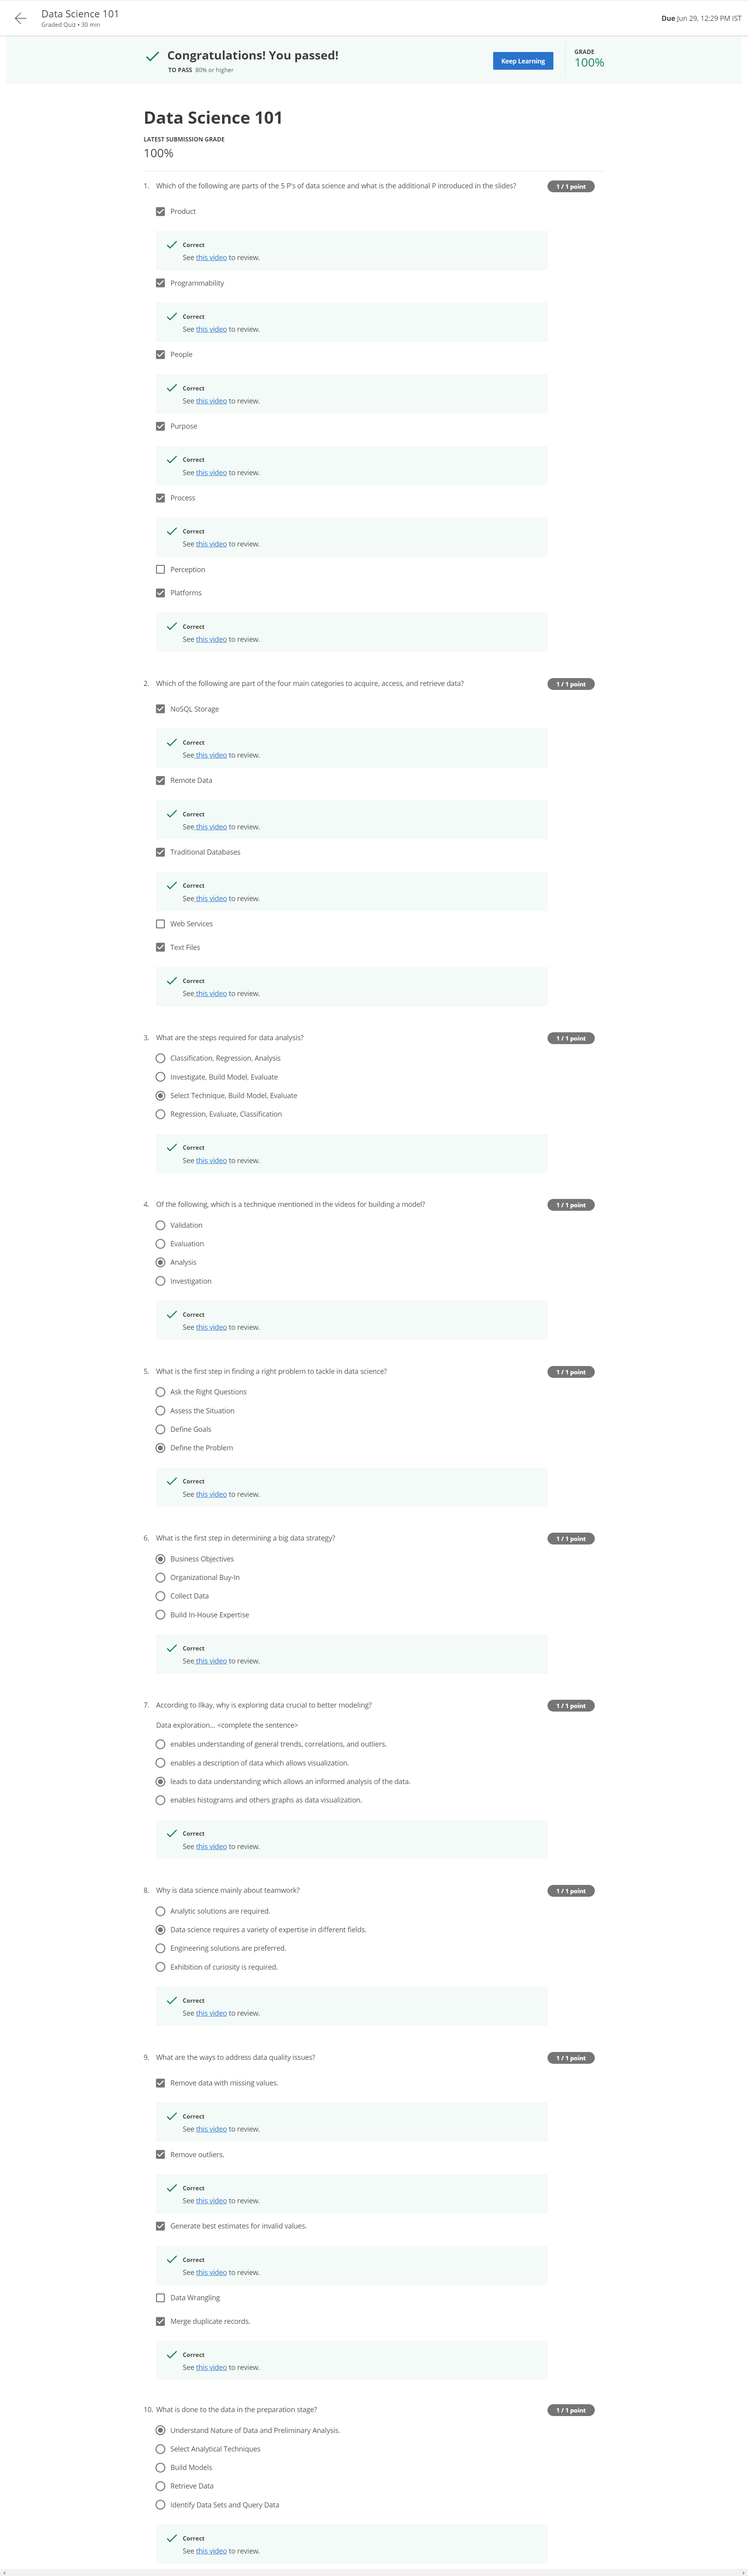 Data Science 101
Graded Quiz • 30 min
Due Jun 29, 12:29 PM IST
Congratulations! You passed!
TO PASS 80% or higher
Keep Learning
GRADE
100%
Data Science 101
LATEST SUBMISSION GRADE
100%
1. Which of the following are parts of the 5 P's of data science and what is the additional P introduced in the slides?
1 / 1 point
Product
Correct
See this video to review.
Programmability
Correct
See this video to review.
People
Correct
See this video to review.
Purpose
Correct
See this video to review.
Process
Correct
See this video to review.
Perception
Platforms
Correct
See this video to review.
2. Which of the following are part of the four main categories to acquire, access, and retrieve data?
1 / 1 point
NoSQL Storage
Correct
See this video to review.
Remote Data
Correct
See this video to review.
Traditional Databases
Correct
See this video to review.
Web Services
Text Files
Correct
See this video to review.
3. What are the steps required for data analysis?
1 / 1 point
Classification, Regression, Analysis
Investigate, Build Model, Evaluate
Select Technique, Build Model, Evaluate
Regression, Evaluate, Classification
Correct
See this video to review.
4. Of the following, which is a technique mentioned in the videos for building a model?
1 / 1 point
Validation
Evaluation
Analysis
Investigation
Correct
See this video to review.
5. What is the first step in finding a right problem to tackle in data science?
1 / 1 point
Ask the Right Questions
Assess the Situation
Define Goals
Define the Problem
Correct
See this video to review.
6. What is the first step in determining a big data strategy?
1 / 1 point
Business Objectives
Organizational Buy-In
Collect Data
Build In-House Expertise
Correct
See this video to review.
7. According to Ilkay, why is exploring data crucial to better modeling?
1 / 1 point
Data exploration... <complete the sentence>
enables understanding of general trends, correlations, and outliers.
enables a description of data which allows visualization.
leads to data understanding which allows an informed analysis of the data.
enables histograms and others graphs as data visualization.
Correct
See this video to review.
8. Why is data science mainly about teamwork?
1 / 1 point
Analytic solutions are required.
Data science requires a variety of expertise in different fields.
Engineering solutions are preferred.
Exhibition of curiosity is required.
Correct
See this video to review.
9. What are the ways to address data quality issues?
1 / 1 point
Remove data with missing values.
Correct
See this video to review.
Remove outliers.
Correct
See this video to review.
Generate best estimates for invalid values.
Correct
See this video to review.
Data Wrangling
Merge duplicate records.
Correct
See this video to review.
10. What is done to the data in the preparation stage?
1 / 1 point
Understand Nature of Data and Preliminary Analysis.
Select Analytical Techniques
Build Models
Retrieve Data
Identify Data Sets and Query Data
Correct
See this video to review.